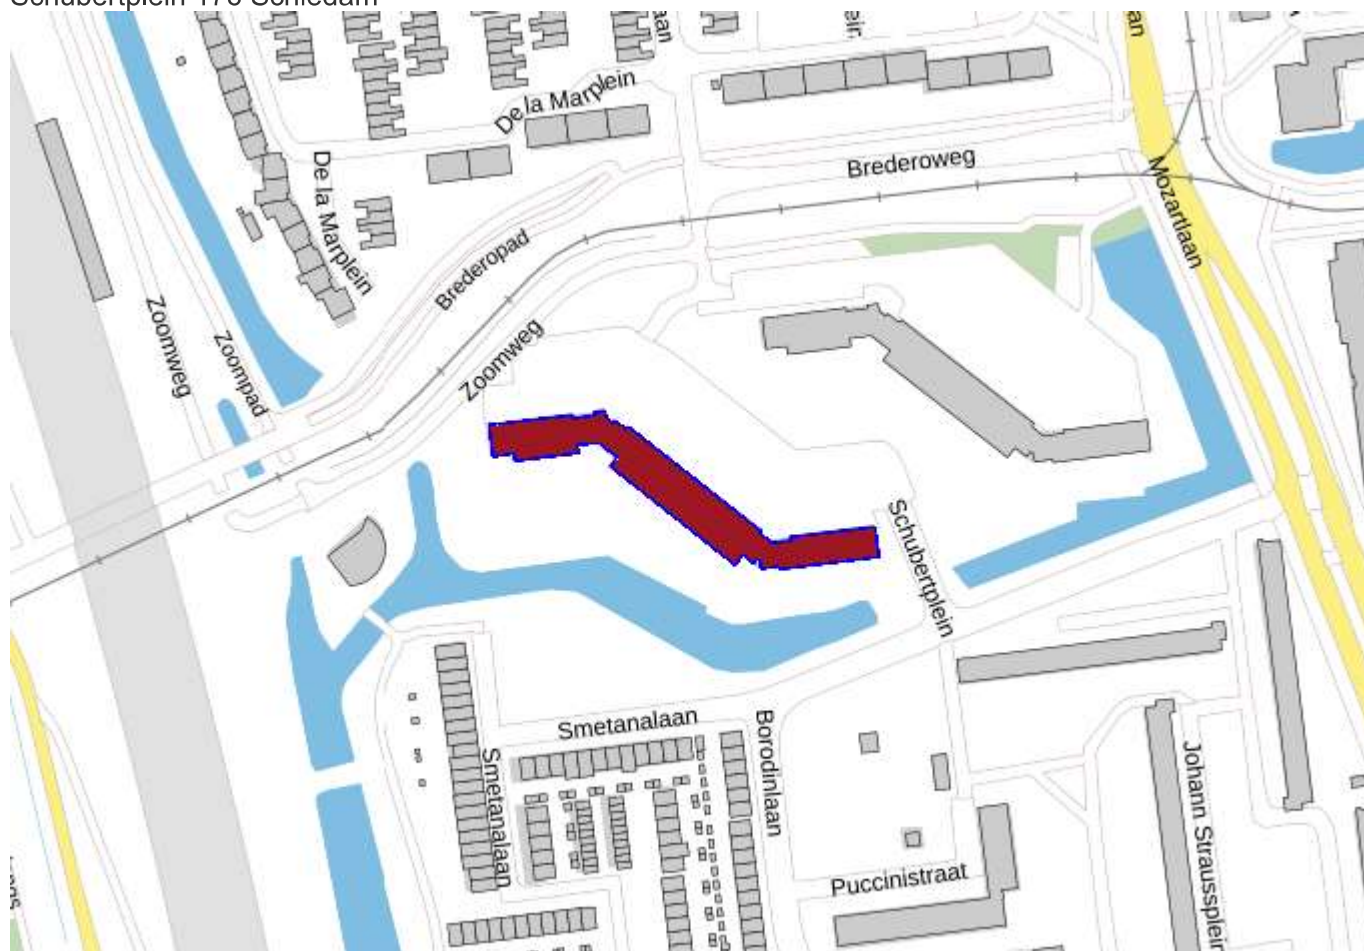 De la Marplein
Brederoweg
Mozartlaan
De la Marplein
Brederopad
Zoomweg
Zoompad
Zoomweg
Schubertplein
Smetanalaan
Borodinlaan
Smetanalaan
Johann Straussplein
Puccinistraat